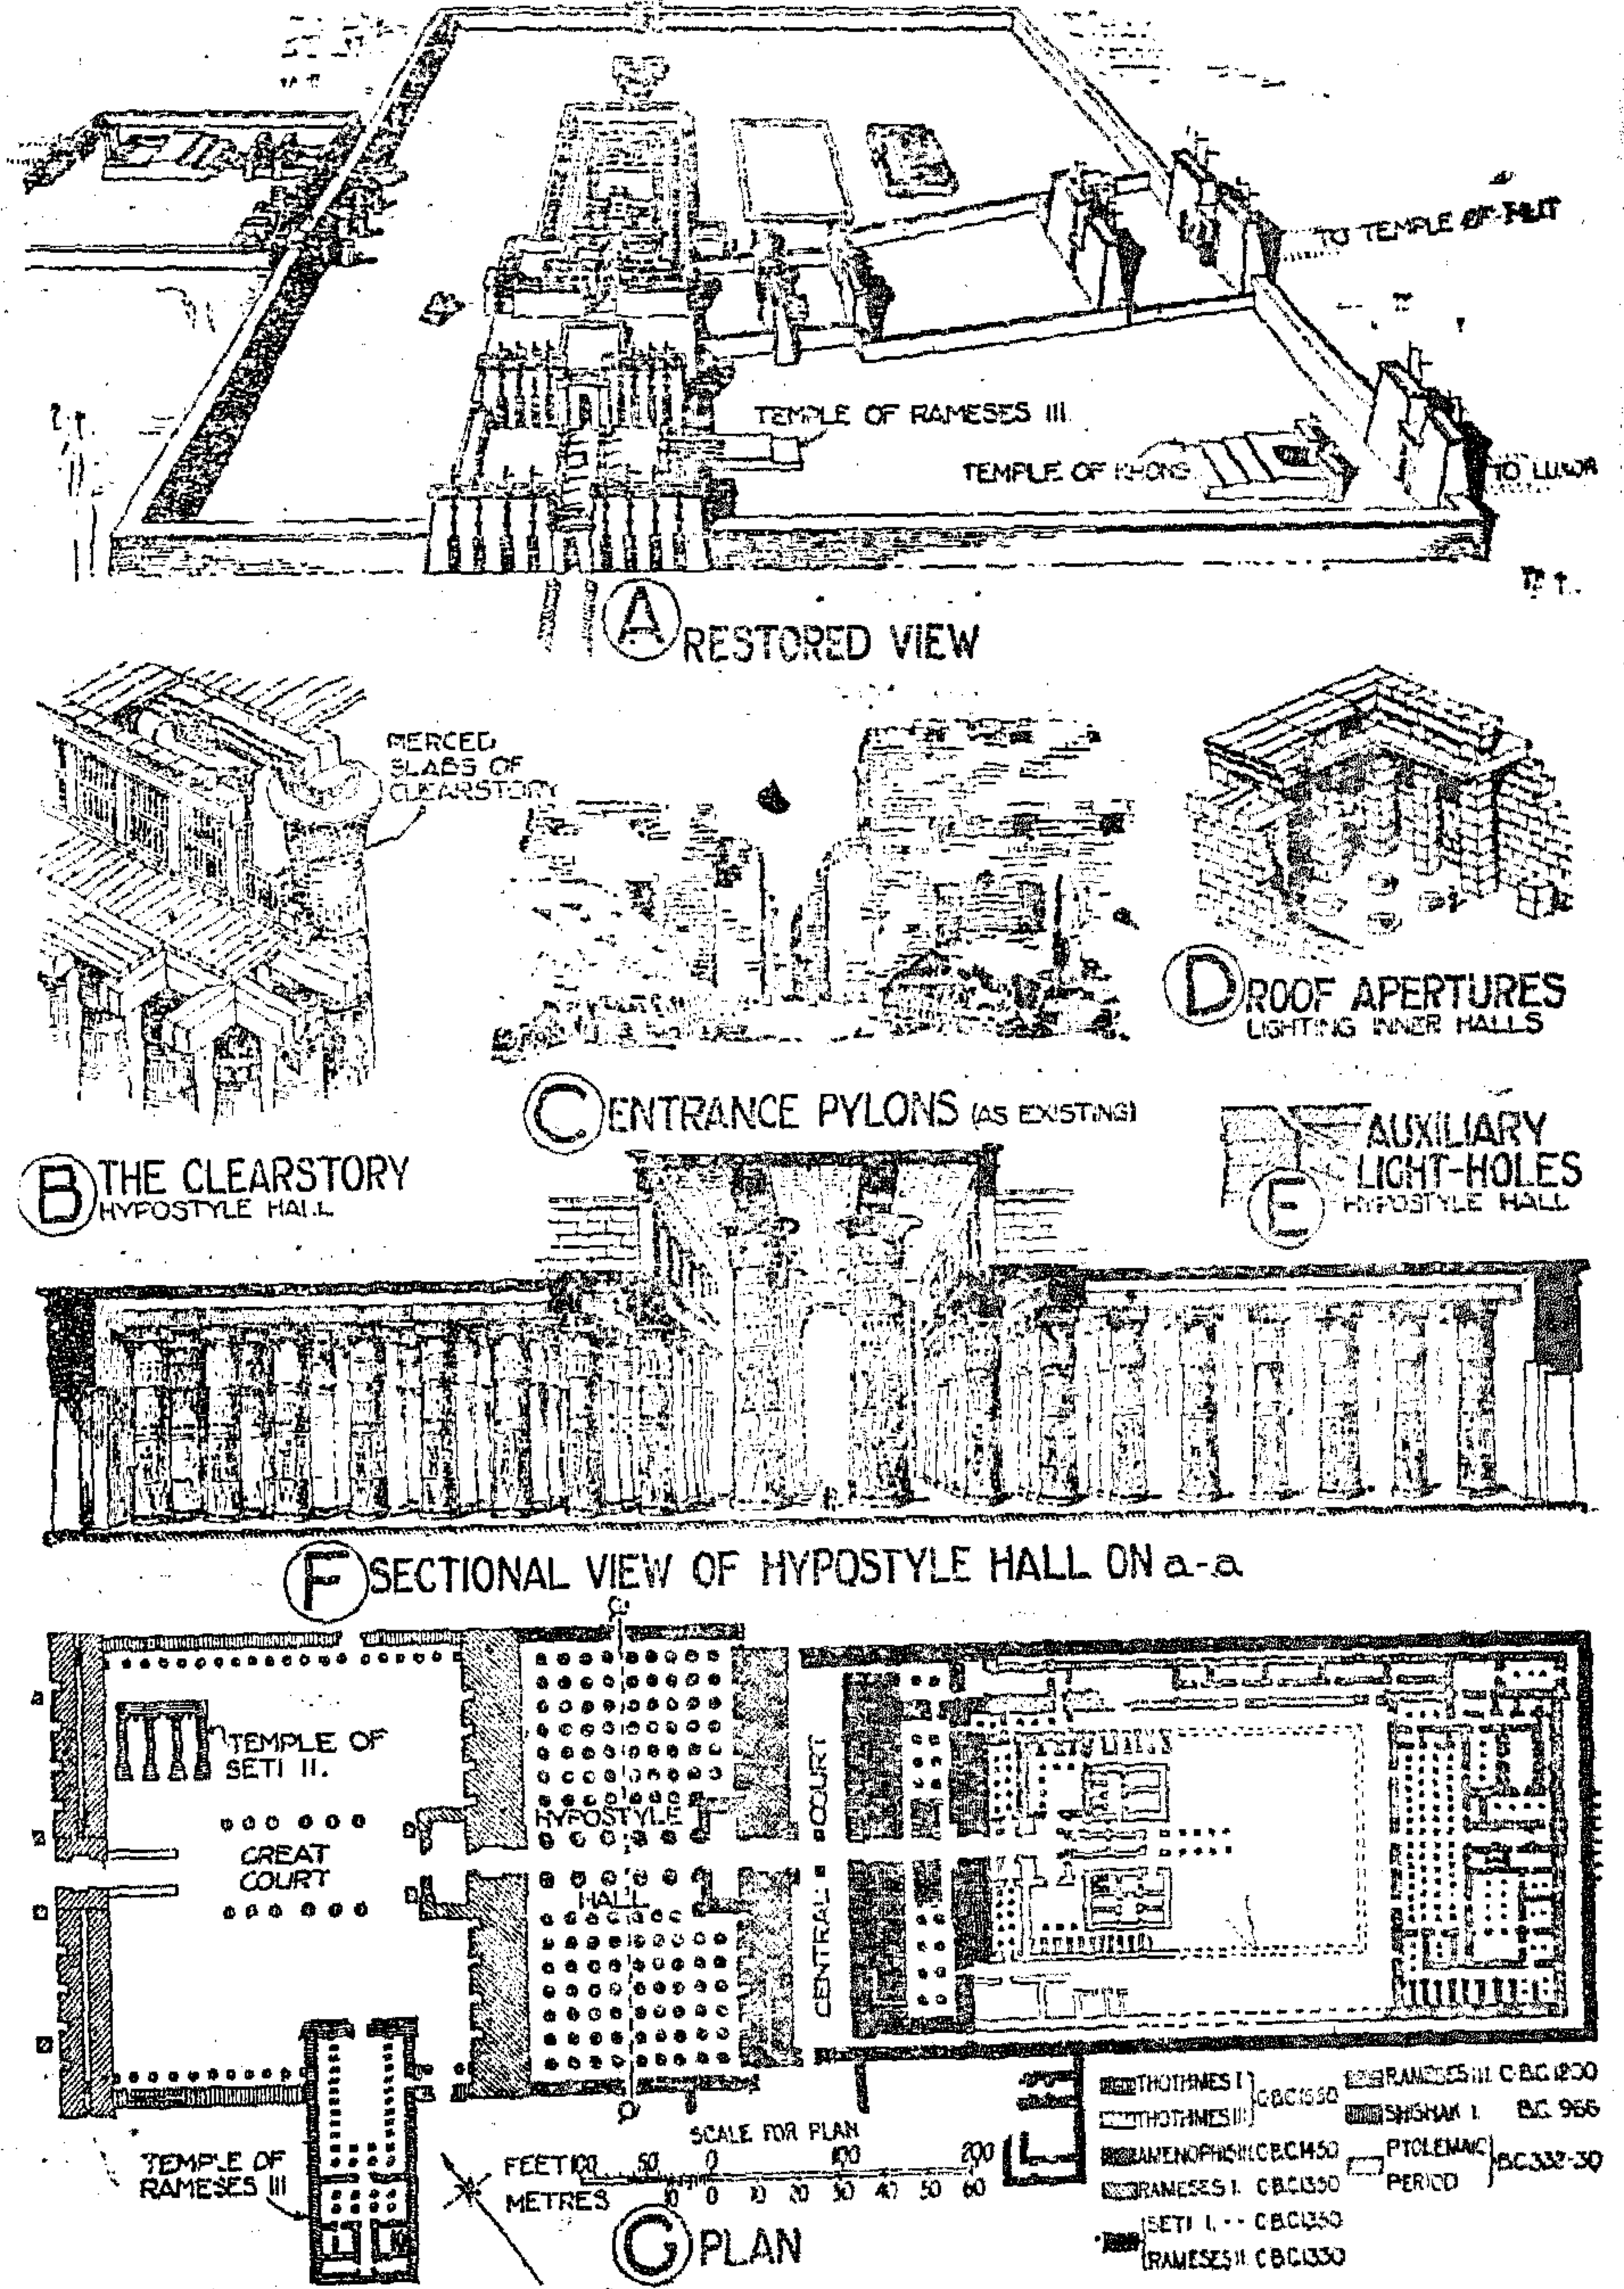 TO TEMPLE OF MUT
TEMPLE OF RAMESES III.
TEMPLE OF KHONS
TO LUXOR
A RESTORED VIEW
PIERCED
SLABS OF
CLEARSTORY
B THE CLEARSTORY
HYPOSTYLE HALL
C ENTRANCE PYLONS (AS EXISTING)
D ROOF APERTURES
LIGHTING INNER HALLS
E AUXILIARY
LIGHT-HOLES
HYPOSTYLE HALL
F SECTIONAL VIEW OF HYPOSTYLE HALL ON a-a
a
TEMPLE OF
SETI II.
GREAT
COURT
HYPOSTYLE
HALL
CENTRAL COURT
a
TEMPLE OF
RAMESES III
SCALE FOR PLAN
FEET 100 50 0 100 200
METRES 10 0 10 20 30 40 50 60
G PLAN
THOTHMES I
THOTHMES III
C.B.C.1550
AMENOPHIS III C.B.C.1450
RAMESES I. C.B.C.1350
SETI I. -- C.B.C.1350
RAMESES II. C.B.C.1330
RAMESES III. C.B.C.1200
SHISHAK I. B.C. 966
PTOLEMAIC
PERIOD
B.C.332-30